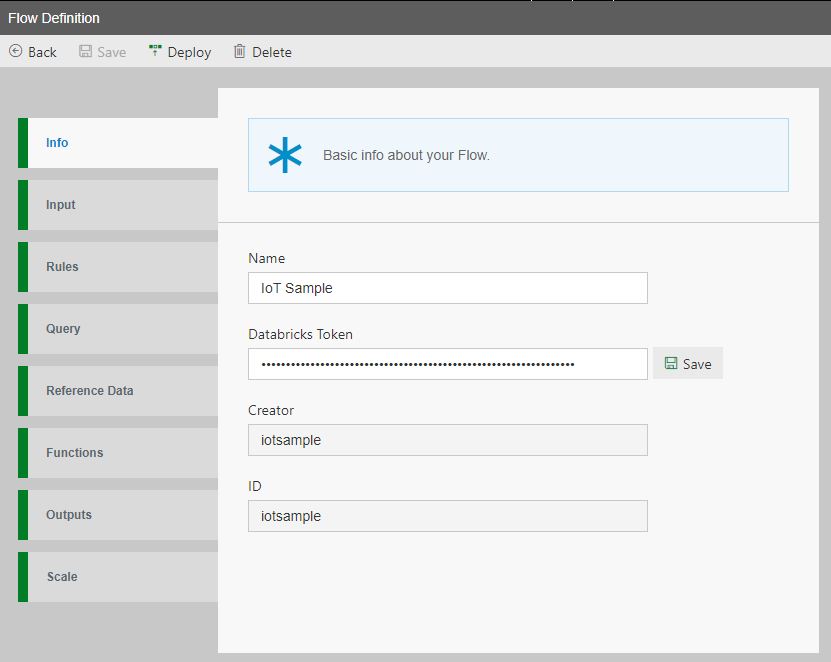 Flow Definition
Back Save Deploy Delete
Info
Input
Rules
Query
Reference Data
Functions
Outputs
Scale
Basic info about your Flow.
Name
IoT Sample
Databricks Token
•••••••••••••••••••••••••••••••••••••••••••••••••••••••••••••••• Save
Creator
iotsample
ID
iotsample